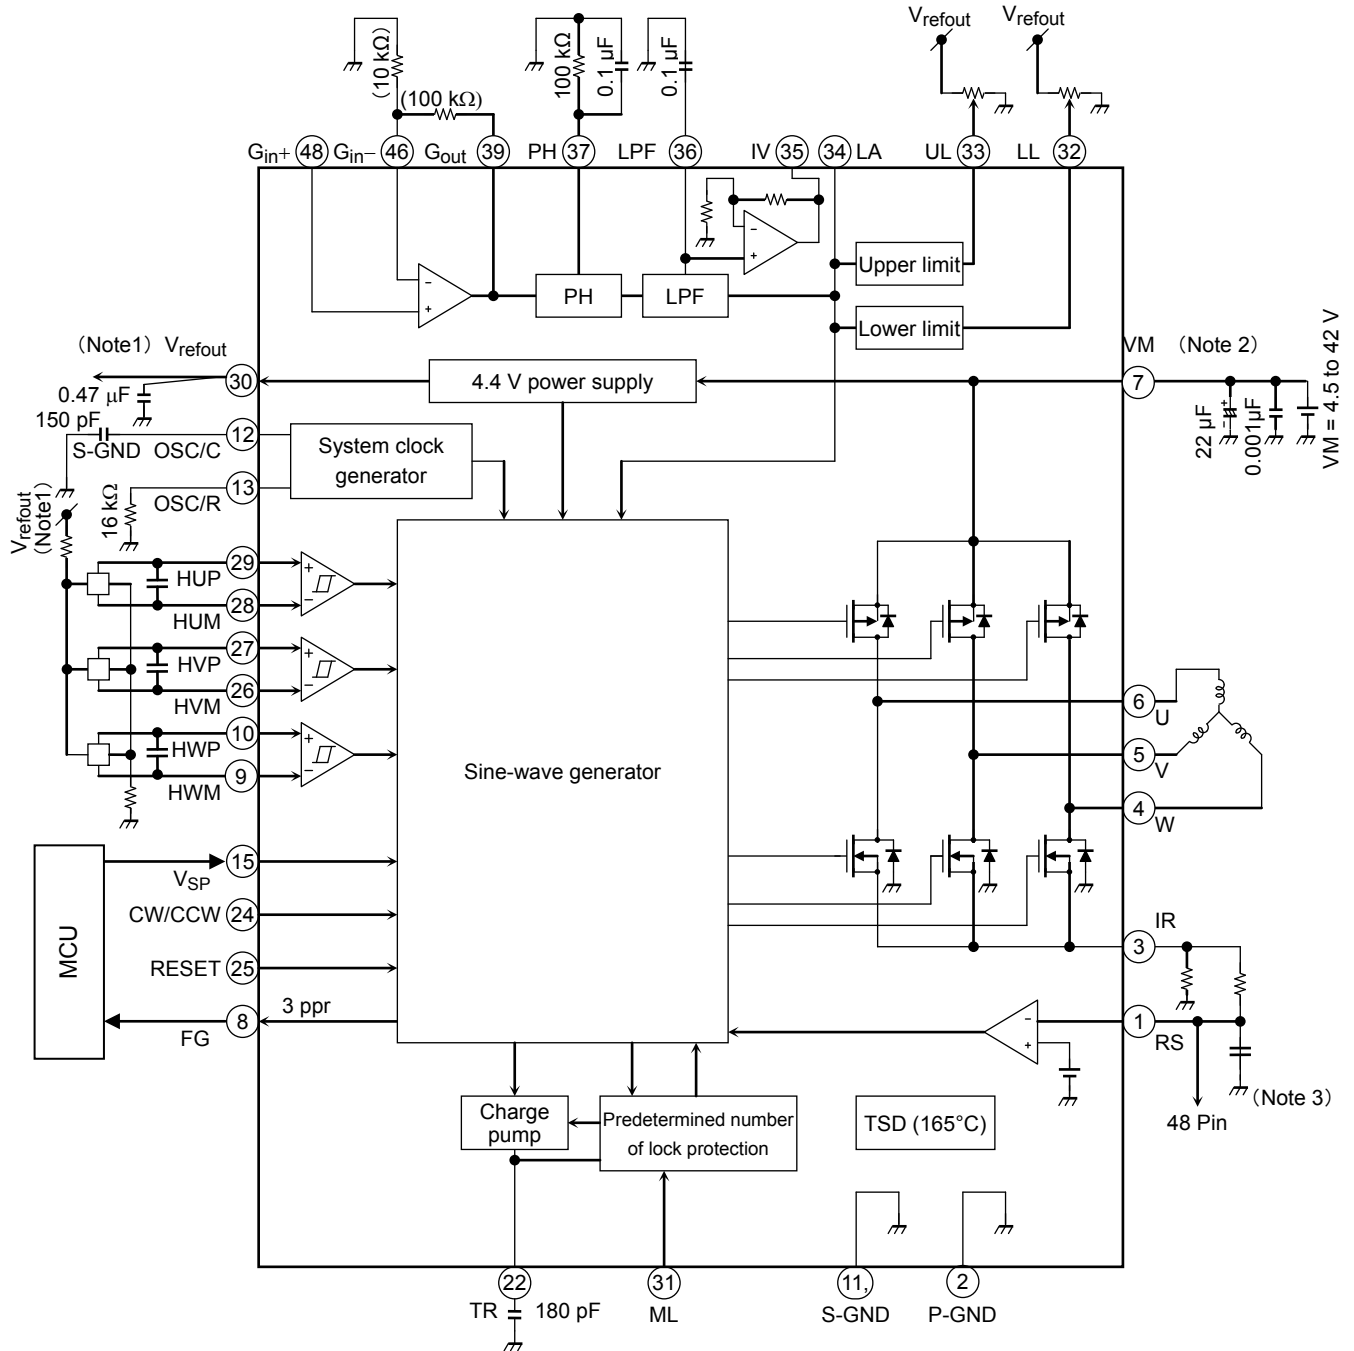 Vrefout
Vrefout
(10 kΩ)
(100 kΩ)
100 kΩ
0.1 μF
0.1 μF
Gin+ 48
Gin− 46
Gout 39
PH 37
LPF 36
IV 35
34 LA
UL 33
LL 32
−
+
−
+
PH
LPF
Upper limit
Lower limit
(Note1) Vrefout
30
0.47 μF
4.4 V power supply
VM (Note 2)
7
22 μF
+
-
0.001μF
VM = 4.5 to 42 V
150 pF
S-GND
12
OSC/C
13
OSC/R
16 kΩ
System clock
generator
Vrefout
(Note1)
29
HUP
28
HUM
27
HVP
26
HVM
10
HWP
9
HWM
+
−
+
−
+
−
Sine-wave generator
6
U
5
V
4
W
MCU
15
VSP
CW/CCW 24
RESET 25
8
FG
3 ppr
IR
3
1
RS
−
+
48 Pin
(Note 3)
Charge
pump
Predetermined number
of lock protection
TSD (165°C)
22
TR
180 pF
31
ML
11,
S-GND
2
P-GND